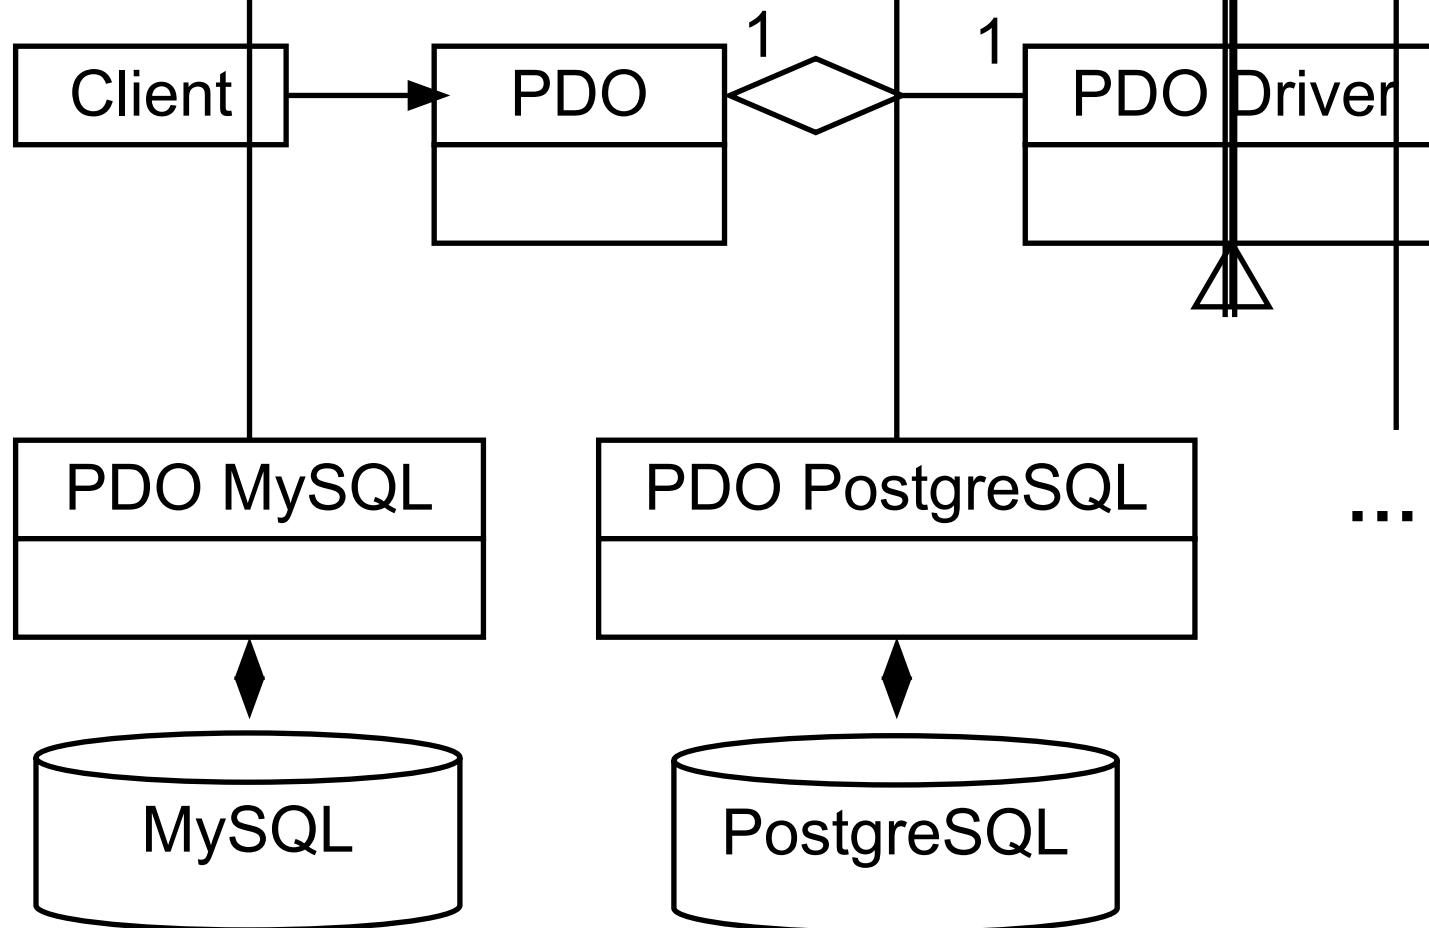 1
1
Client
PDO
PDO Driver
PDO MySQL
PDO PostgreSQL
...
MySQL
PostgreSQL